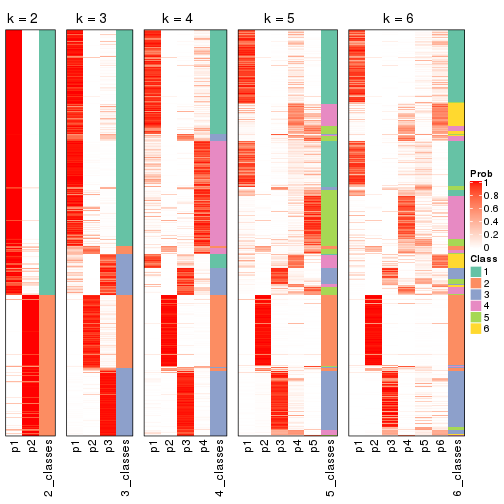 k = 2
k = 3
k = 4
k = 5
k = 6
p1
p2
2_classes
p1
p2
p3
3_classes
p1
p2
p3
p4
4_classes
p1
p2
p3
p4
p5
5_classes
p1
p2
p3
p4
p5
p6
6_classes
Prob
1
0.8
0.6
0.4
0.2
0
Class
1
2
3
4
5
6